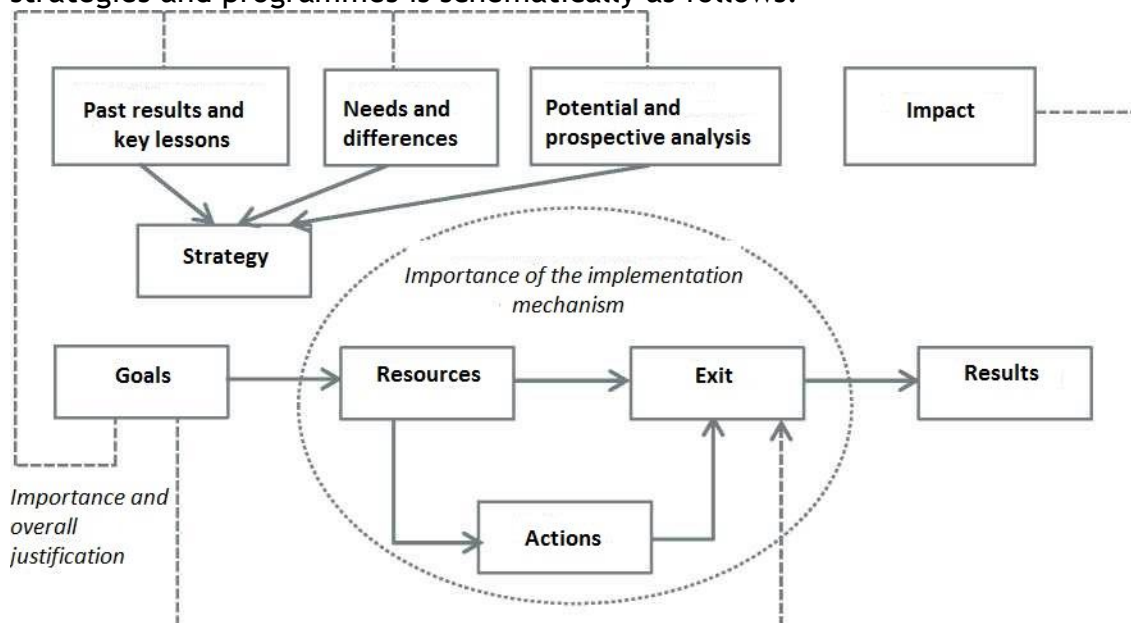 strategies and programmes is schematically as follows:
Past results and
key lessons
Needs and
differences
Potential and
prospective analysis
Impact
Strategy
Importance of the implementation
mechanism
Goals
Resources
Exit
Results
Importance and
overall
justification
Actions